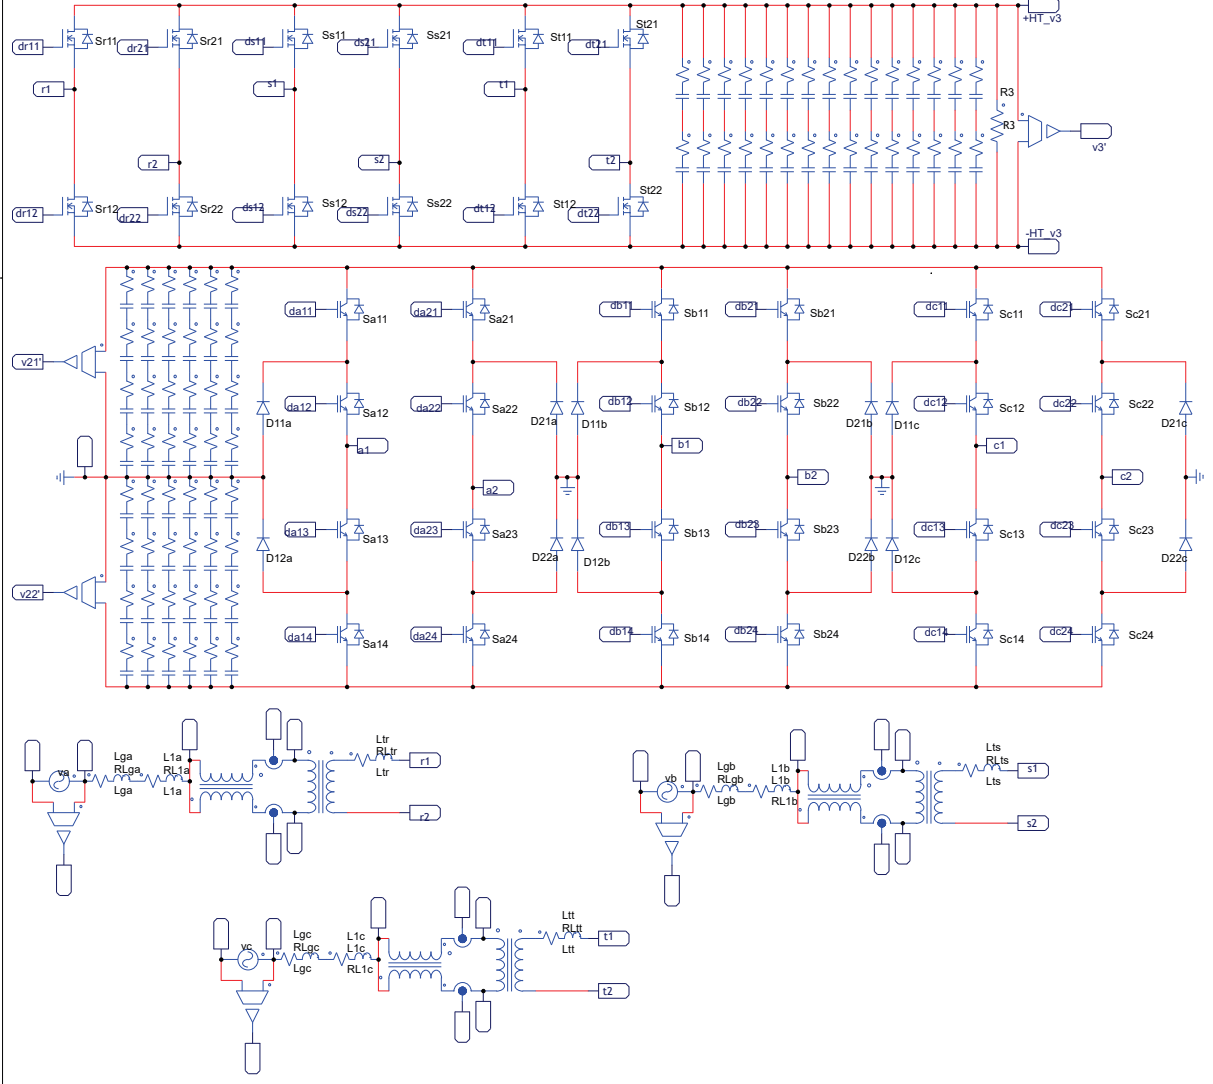 +HT_v3
dr11
Sr11
dr21
Sr21
ds11
Ss11
ds21
Ss21
dt11
St11
dt21
St21
r1
s1
t1
R3
R3
v3'
r2
s2
t2
dr12
Sr12
dr22
Sr22
ds12
Ss12
ds22
Ss22
dt12
St12
dt22
St22
-HT_v3
da11
Sa11
da21
Sa21
db11
Sb11
db21
Sb21
dc11
Sc11
dc21
Sc21
v21'
D11a
da12
Sa12
da22
Sa22
D21a
D11b
db12
Sb12
db22
Sb22
D21b
D11c
dc12
Sc12
dc22
Sc22
D21c
a1
b1
c1
a2
b2
c2
da13
Sa13
da23
Sa23
db13
Sb13
db23
Sb23
dc13
Sc13
dc23
Sc23
D12a
D22a
D12b
D22b
D12c
D22c
v22'
da14
Sa14
da24
Sa24
db14
Sb14
db24
Sb24
dc14
Sc14
dc24
Sc24
va
Lga
RLga
Lga
L1a
RL1a
L1a
Ltr
RLtr
Ltr
r1
r2
vb
Lgb
RLgb
Lgb
L1b
L1b
RL1b
Lts
RLts
Lts
s1
s2
vc
Lgc
RLgc
Lgc
L1c
L1c
RL1c
Ltt
RLtt
Ltt
t1
t2